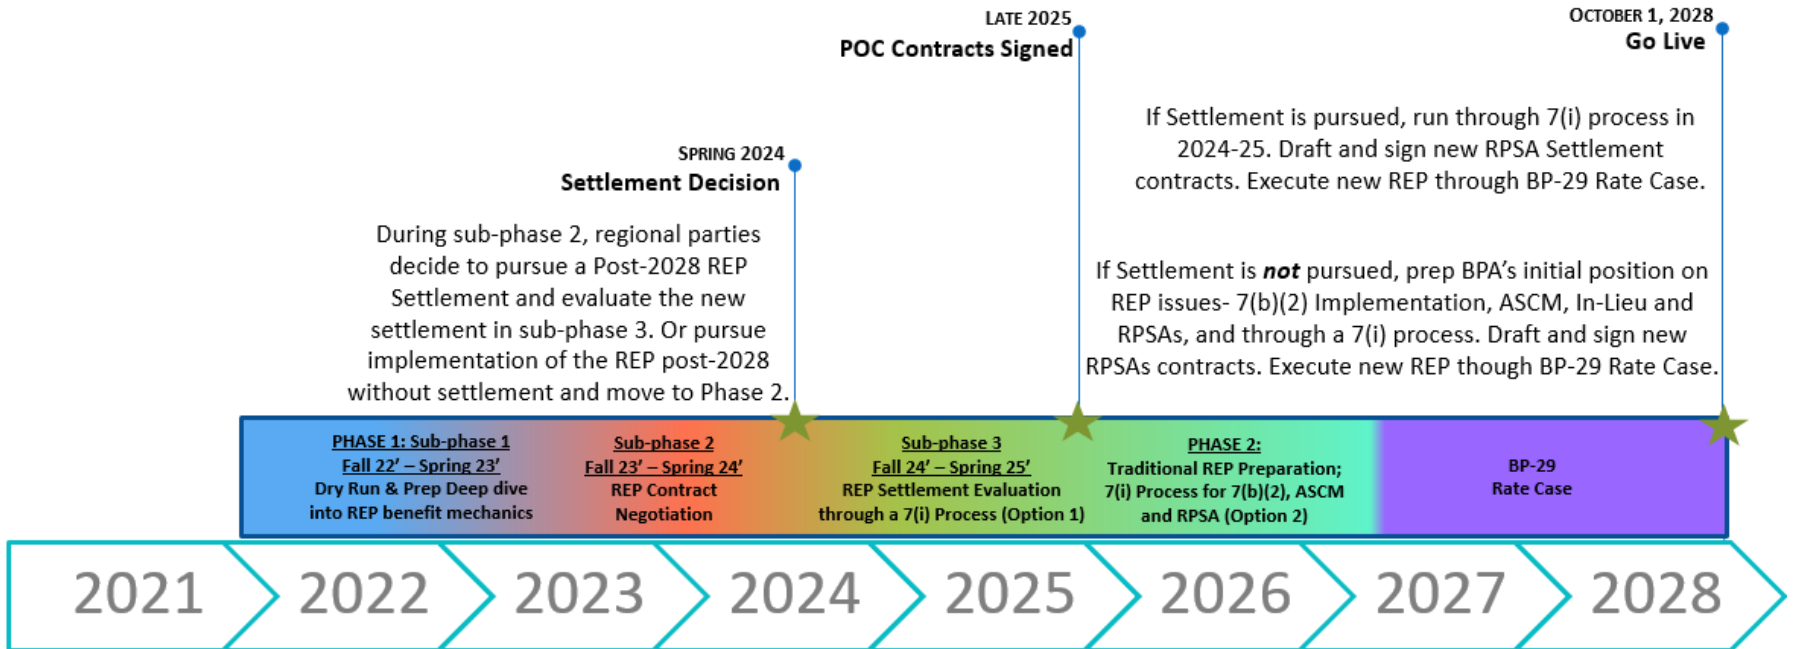 LATE 2025
POC Contracts Signed
OCTOBER 1, 2028
Go Live
SPRING 2024
Settlement Decision
During sub-phase 2, regional parties
decide to pursue a Post-2028 REP
Settlement and evaluate the new
settlement in sub-phase 3. Or pursue
implementation of the REP post-2028
without settlement and move to Phase 2.
If Settlement is pursued, run through 7(i) process in
2024-25. Draft and sign new RPSA Settlement
contracts. Execute new REP through BP-29 Rate Case.
If Settlement is not pursued, prep BPA’s initial position on
REP issues- 7(b)(2) Implementation, ASCM, In-Lieu and
RPSAs, and through a 7(i) process. Draft and sign new
RPSAs contracts. Execute new REP though BP-29 Rate Case.
PHASE 1: Sub-phase 1
Fall 22’ – Spring 23’
Dry Run & Prep Deep dive
into REP benefit mechanics
Sub-phase 2
Fall 23’ – Spring 24’
REP Contract
Negotiation
Sub-phase 3
Fall 24’ – Spring 25’
REP Settlement Evaluation
through a 7(i) Process (Option 1)
PHASE 2:
Traditional REP Preparation;
7(i) Process for 7(b)(2), ASCM
and RPSA (Option 2)
BP-29
Rate Case
2021
2022
2023
2024
2025
2026
2027
2028